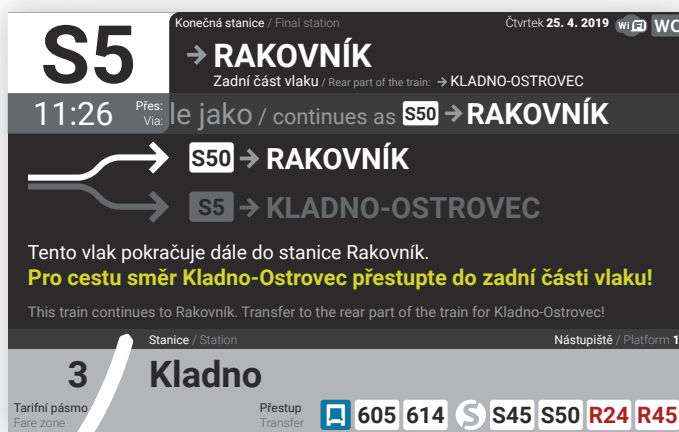 S5
Konečná stanice / Final station
Čtvrtek 25. 4. 2019 WiFi WC
→ RAKOVNÍK
Zadní část vlaku / Rear part of the train: → KLADNO-OSTROVEC
11:26
Přes:
Via:
le jako / continues as S50 → RAKOVNÍK
S50 → RAKOVNÍK
S5 → KLADNO-OSTROVEC
Tento vlak pokračuje dále do stanice Rakovník.
Pro cestu směr Kladno-Ostrovec přestupte do zadní části vlaku!
This train continues to Rakovník. Transfer to the rear part of the train for Kladno-Ostrovec!
Stanice / Station
Nástupiště / Platform 1
3
Kladno
Tarifní pásmo
Fare zone
Přestup
Transfer
605 614 S S45 S50 R24 R45